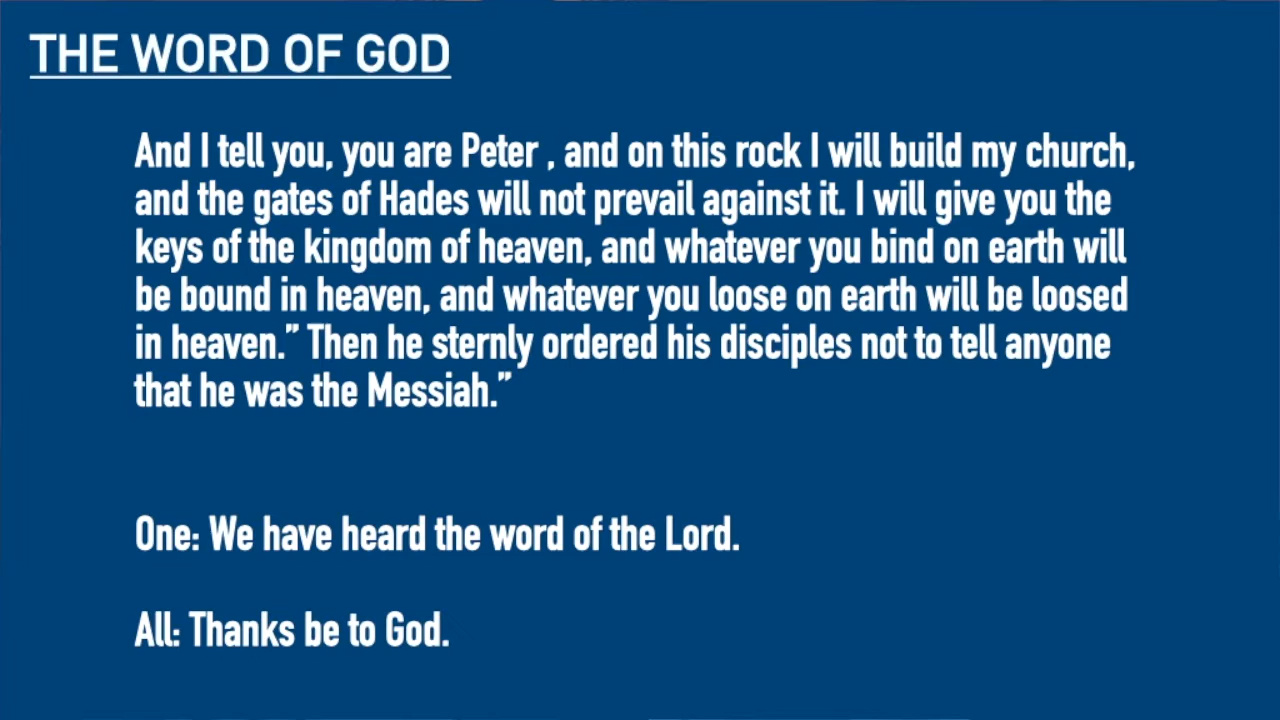 THE WORD OF GOD
And I tell you, you are Peter , and on this rock I will build my church,
and the gates of Hades will not prevail against it. I will give you the
keys of the kingdom of heaven, and whatever you bind on earth will
be bound in heaven, and whatever you loose on earth will be loosed
in heaven.” Then he sternly ordered his disciples not to tell anyone
that he was the Messiah.”
One: We have heard the word of the Lord.
All: Thanks be to God.